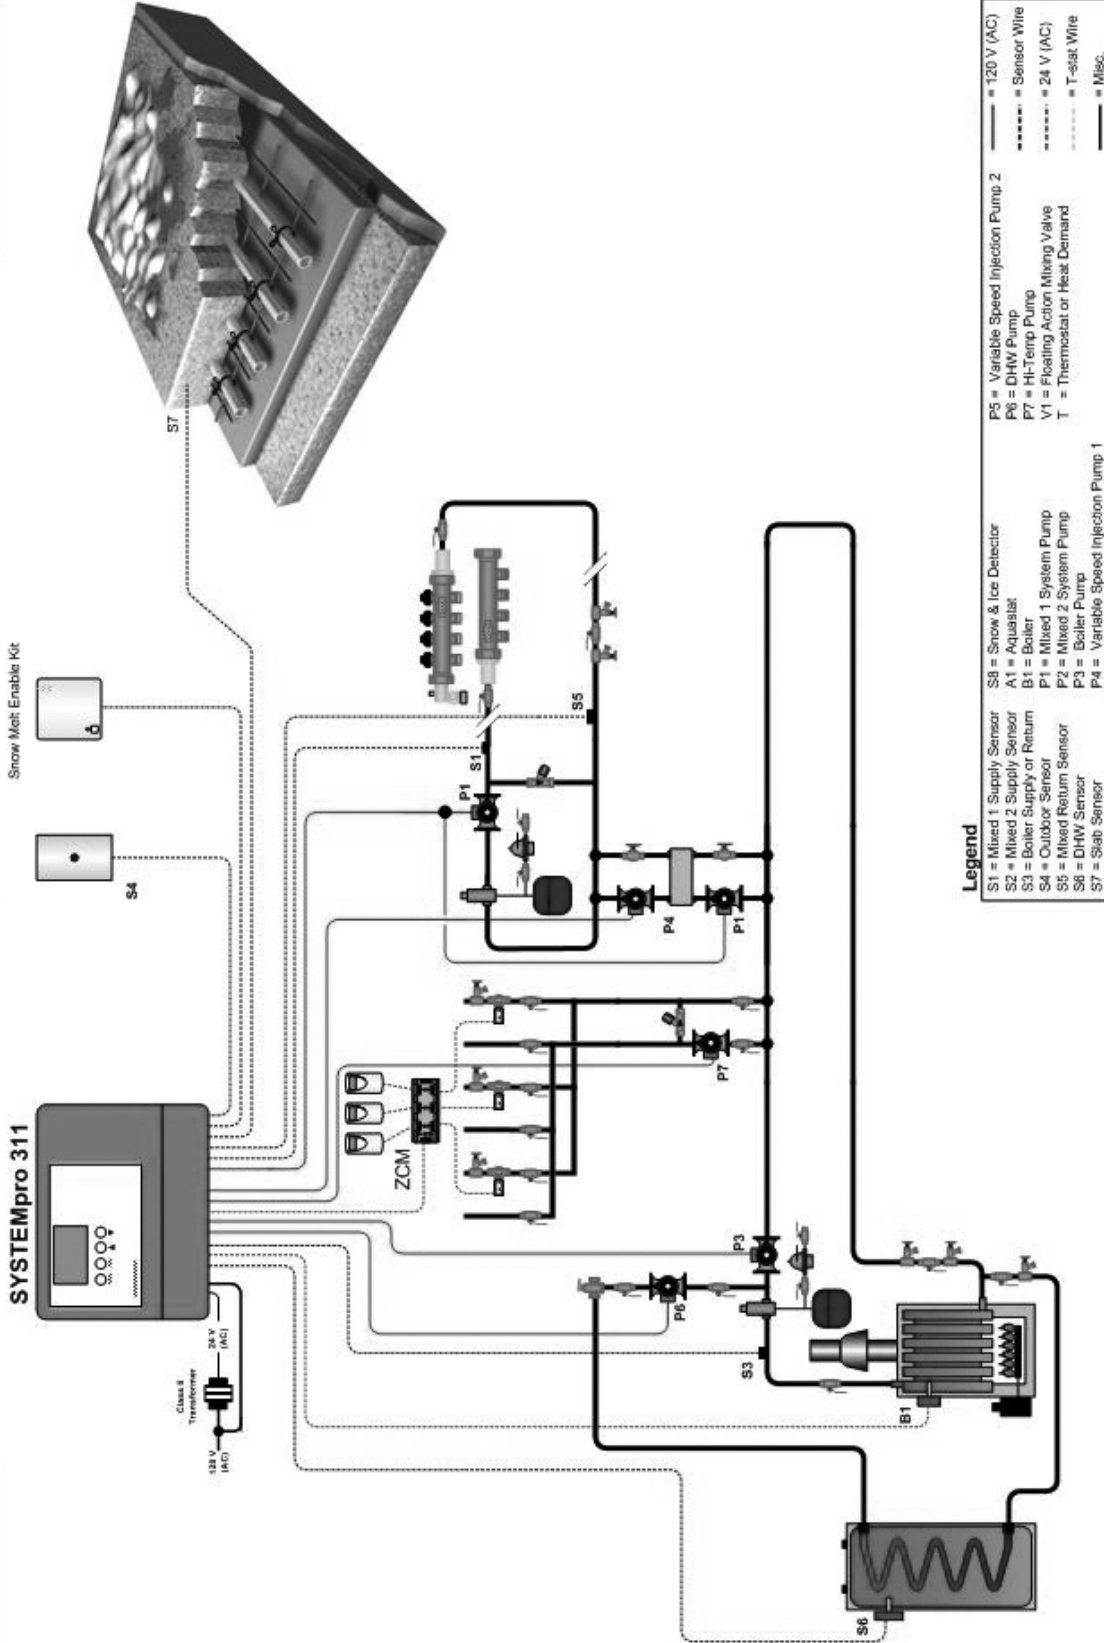 SYSTEMpro 311
Snow Melt Enable Kit
S4
S7
Class II
Transformer
24 V
(AC)
120 V
(AC)
ZCM
P1
S1
S5
P4
P1
P7
P3
P6
S3
B1
S6
Legend
S1 = Mixed 1 Supply Sensor
S2 = Mixed 2 Supply Sensor
S3 = Boiler Supply or Return
S4 = Outdoor Sensor
S5 = Mixed Return Sensor
S6 = DHW Sensor
S7 = Slab Sensor
S8 = Snow & Ice Detector
A1 = Aquastat
B1 = Boiler
P1 = Mixed 1 System Pump
P2 = Mixed 2 System Pump
P3 = Boiler Pump
P4 = Variable Speed Injection Pump 1
P5 = Variable Speed Injection Pump 2
P6 = DHW Pump
P7 = Hi-Temp Pump
V1 = Floating Action Mixing Valve
T = Thermostat or Heat Demand
= 120 V (AC)
= Sensor Wire
= 24 V (AC)
= T-stat Wire
= Misc.